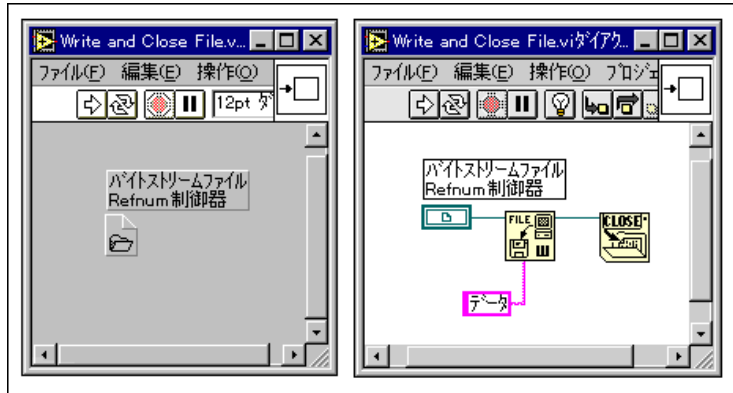 Write and Close File.v...
ファイル(F) 編集(E) 操作(O)
12pt ダ
バイトストリームファイル
Refnum 制御器
Write and Close File.viダイアク...
ファイル(F) 編集(E) 操作(O) プロジェ
バイトストリームファイル
Refnum 制御器
FILE
CLOSE
データ